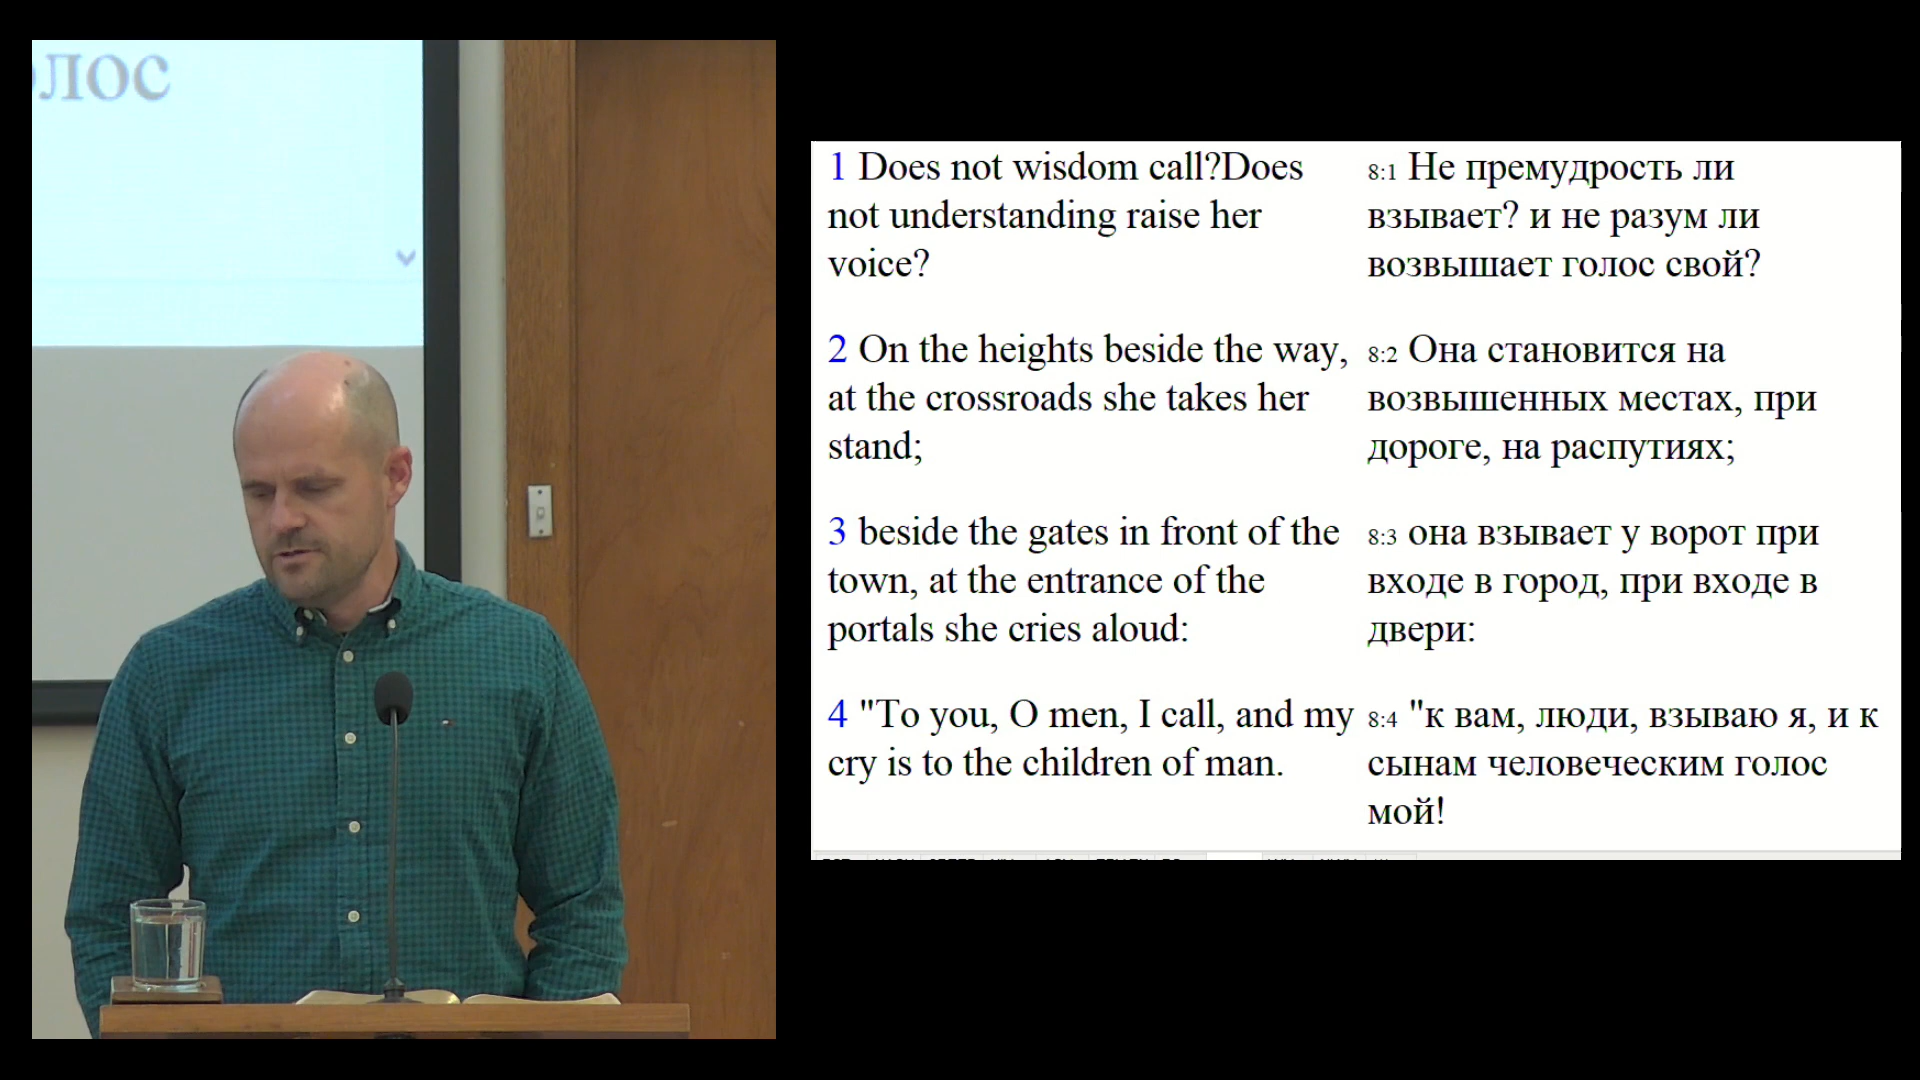 олос
1 Does not wisdom call?Does
not understanding raise her
voice?
2 On the heights beside the way,
at the crossroads she takes her
stand;
3 beside the gates in front of the
town, at the entrance of the
portals she cries aloud:
4 "To you, O men, I call, and my
cry is to the children of man.
8:1 Не премудрость ли
взывает? и не разум ли
возвышает голос свой?
8:2 Она становится на
возвышенных местах, при
дороге, на распутиях;
8:3 она взывает у ворот при
входе в город, при входе в
двери:
8:4 "к вам, люди, взываю я, и к
сынам человеческим голос
мой!